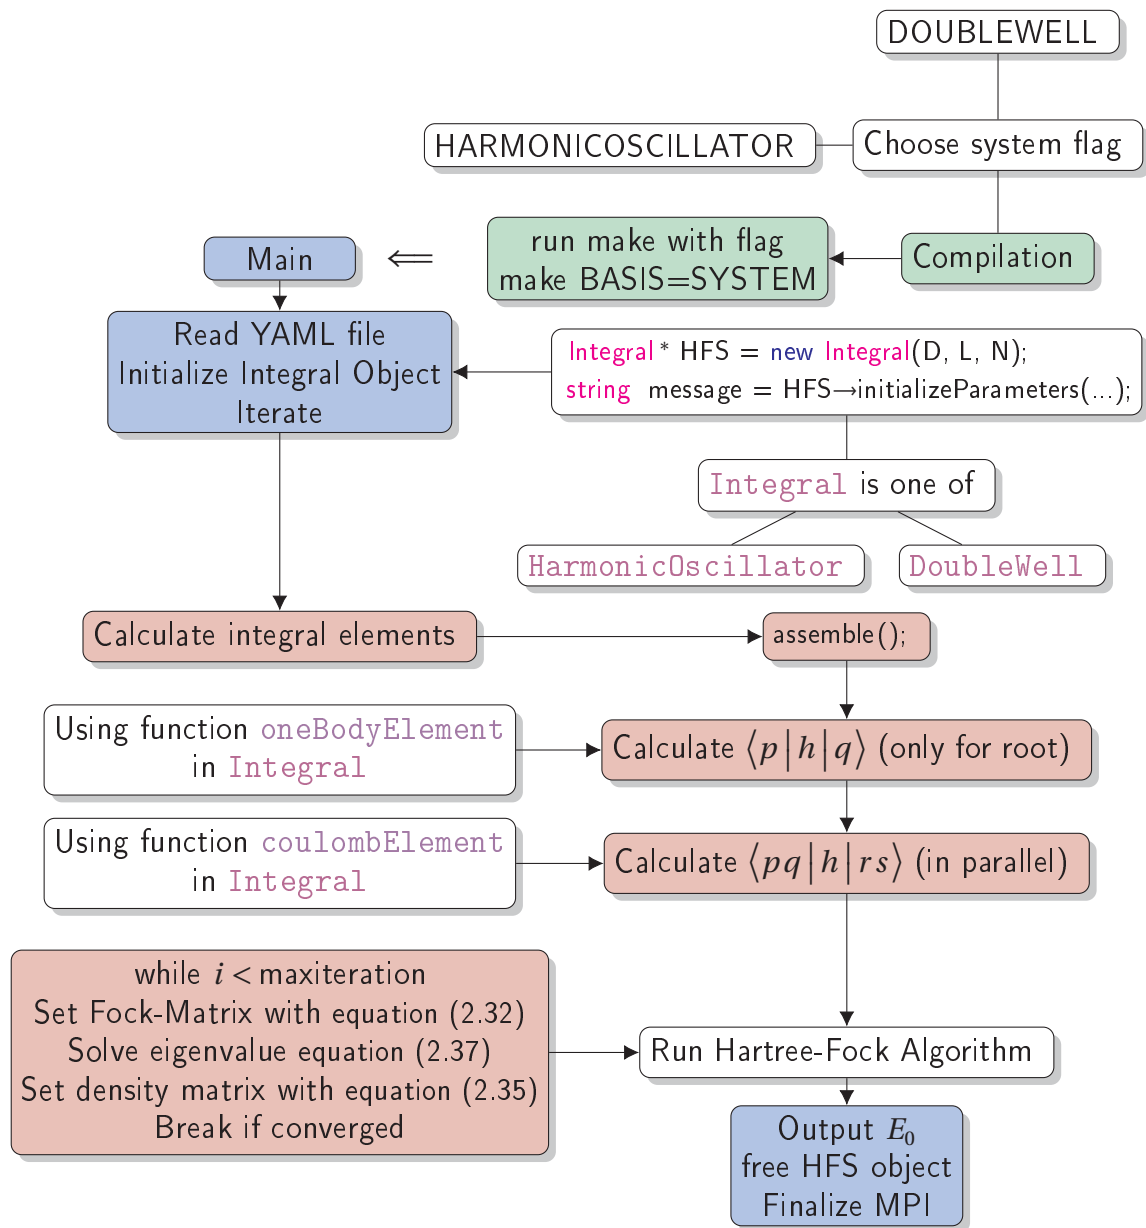 DOUBLEWELL
HARMONICOSCILLATOR
Choose system flag
Main
⟸
run make with flag
make BASIS=SYSTEM
Compilation
Read YAML file
Initialize Integral Object
Iterate
Integral* HFS = new Integral(D, L, N);
string message = HFS→initializeParameters(...);
Integral is one of
HarmonicOscillator
DoubleWell
Calculate integral elements
assemble();
Using function oneBodyElement
in Integral
Calculate ⟨p|h|q⟩ (only for root)
Using function coulombElement
in Integral
Calculate ⟨pq|h|rs⟩ (in parallel)
while i < maxiteration
Set Fock-Matrix with equation (2.32)
Solve eigenvalue equation (2.37)
Set density matrix with equation (2.35)
Break if converged
Run Hartree-Fock Algorithm
Output E₀
free HFS object
Finalize MPI